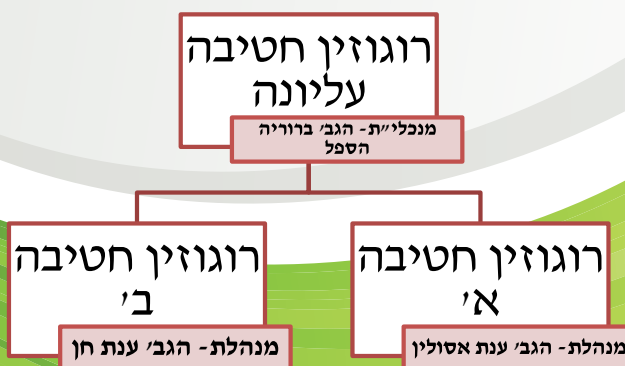 רוגוזין חטיבה
עליונה
מנכלי״ת - הגב׳ ברוריה
הספל
רוגוזין חטיבה
א׳
מנהלת - הגב׳ ענת אסולין
רוגוזין חטיבה
ב׳
מנהלת - הגב׳ ענת חן